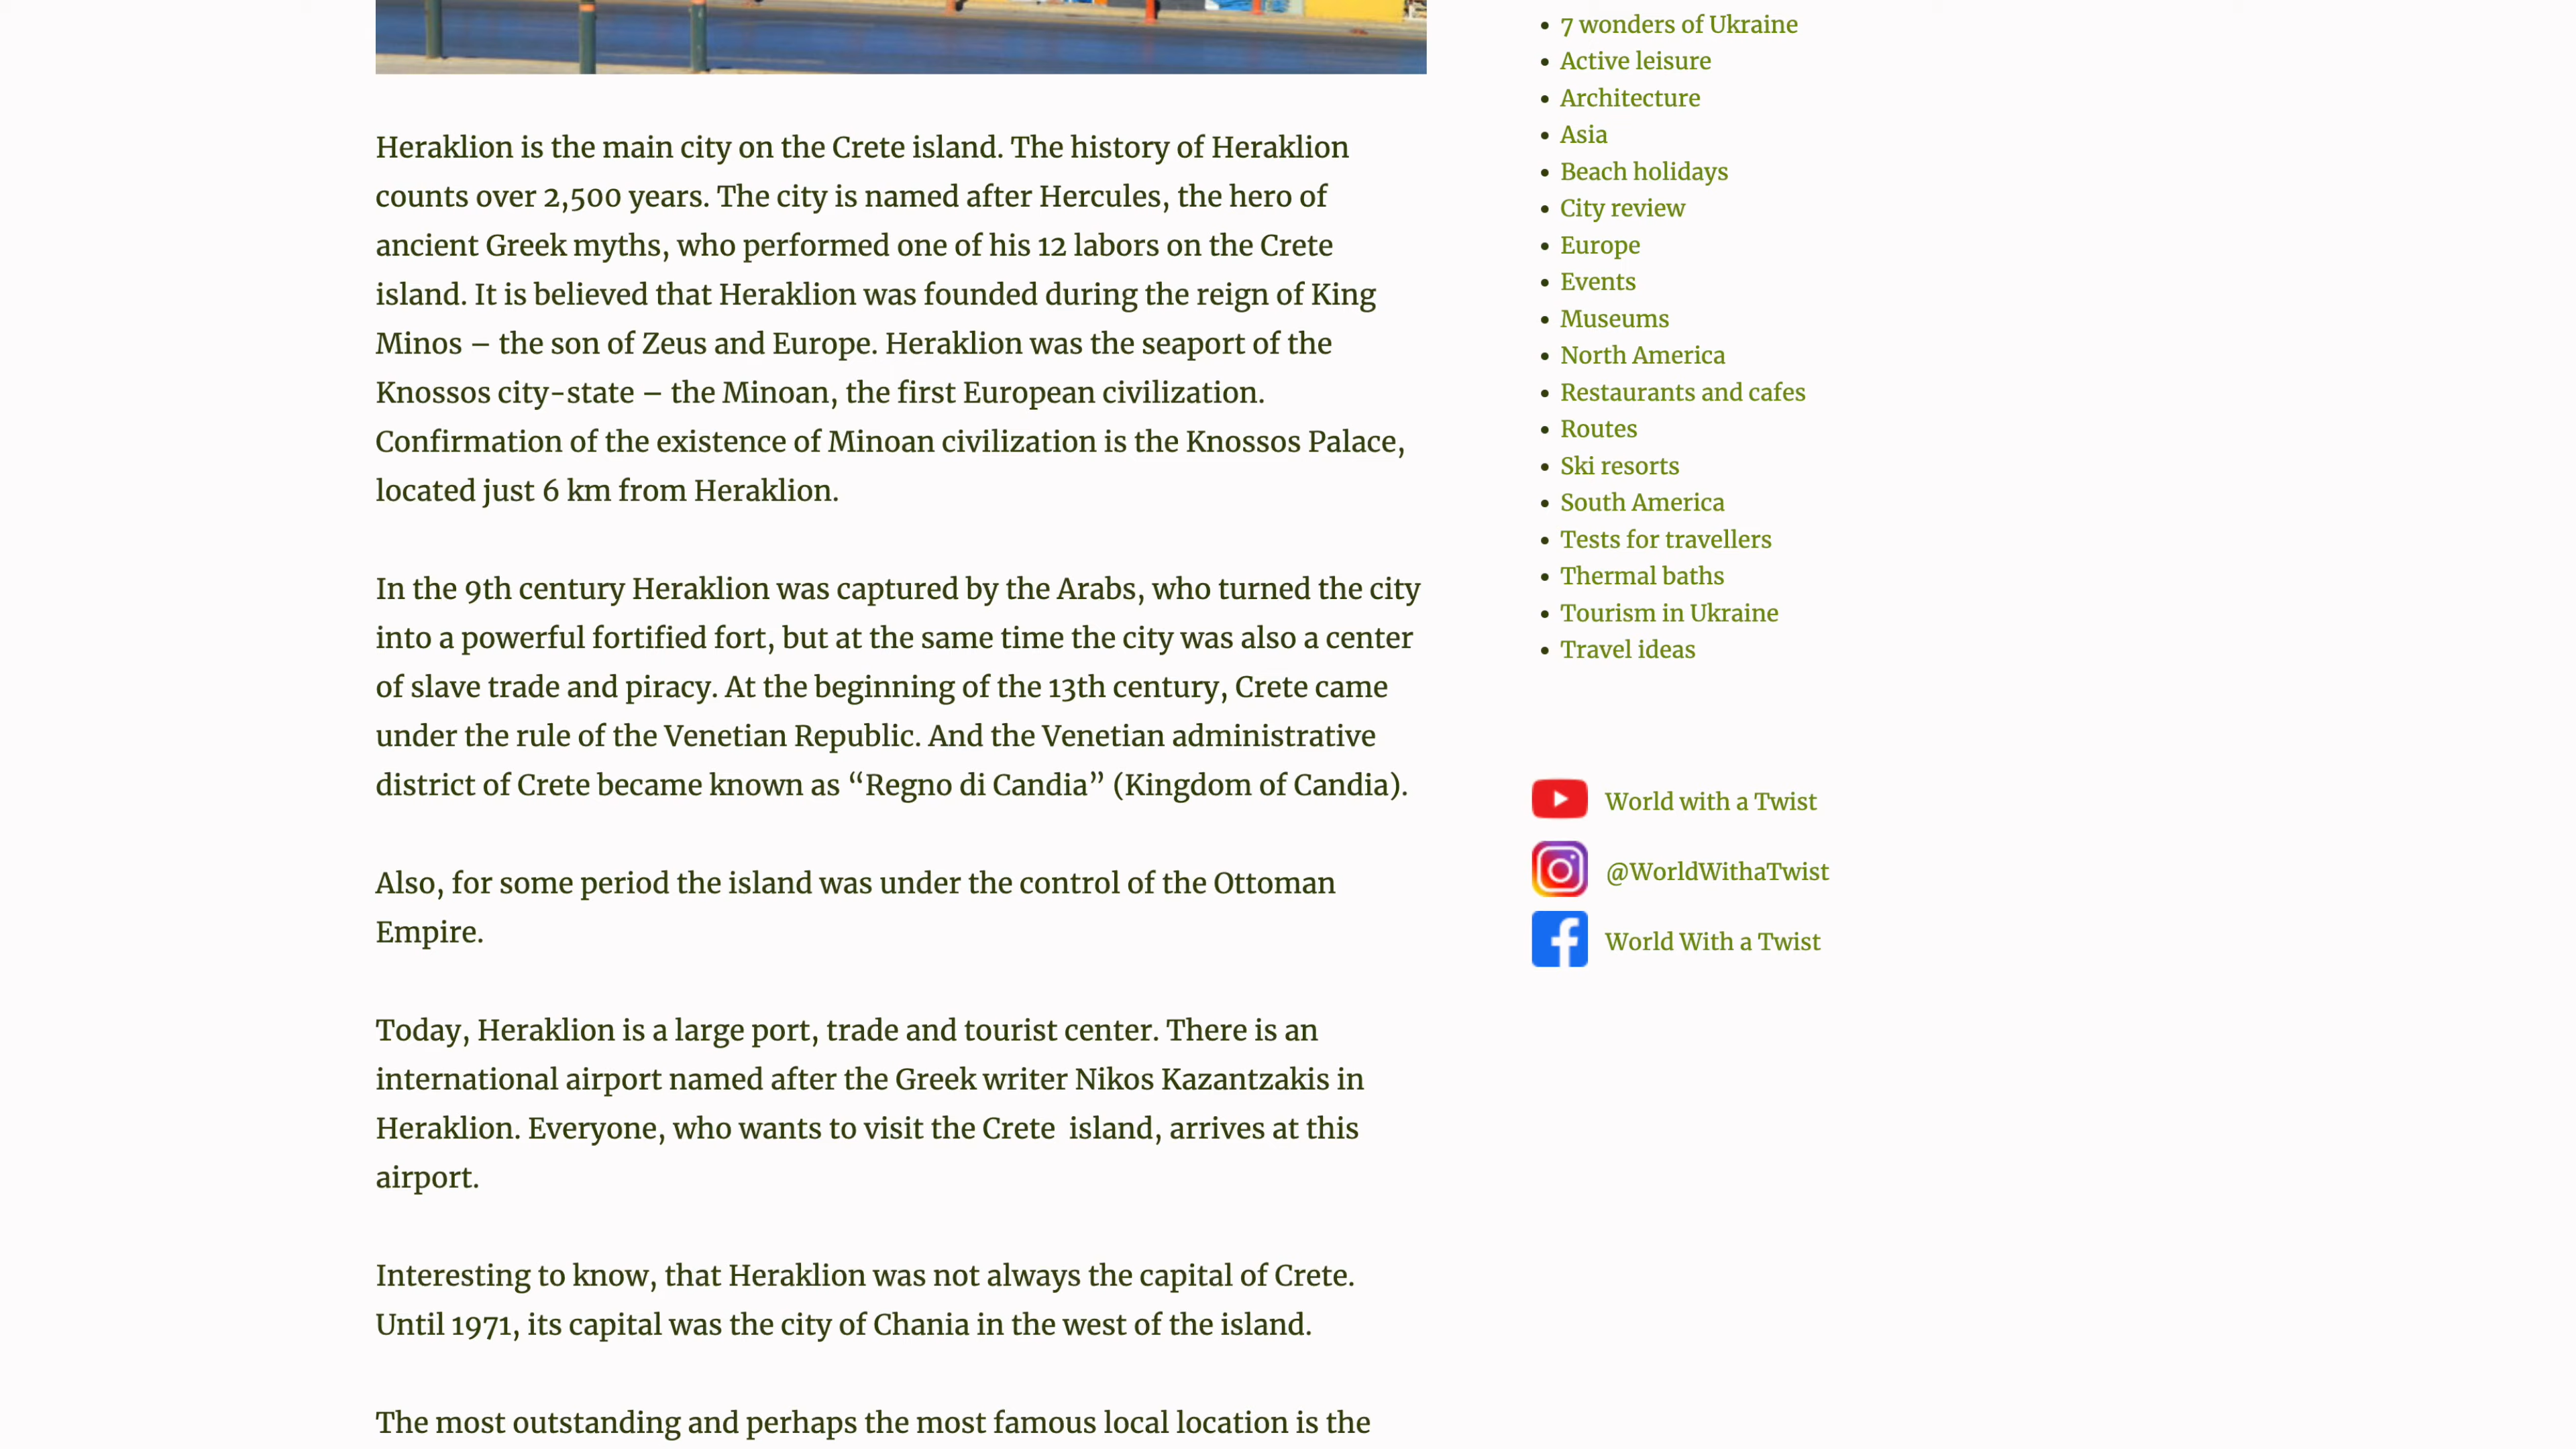 Heraklion is the main city on the Crete island. The history of Heraklion
counts over 2,500 years. The city is named after Hercules, the hero of
ancient Greek myths, who performed one of his 12 labors on the Crete
island. It is believed that Heraklion was founded during the reign of King
Minos – the son of Zeus and Europe. Heraklion was the seaport of the
Knossos city-state – the Minoan, the first European civilization.
Confirmation of the existence of Minoan civilization is the Knossos Palace,
located just 6 km from Heraklion.
In the 9th century Heraklion was captured by the Arabs, who turned the city
into a powerful fortified fort, but at the same time the city was also a center
of slave trade and piracy. At the beginning of the 13th century, Crete came
under the rule of the Venetian Republic. And the Venetian administrative
district of Crete became known as “Regno di Candia” (Kingdom of Candia).
Also, for some period the island was under the control of the Ottoman
Empire.
Today, Heraklion is a large port, trade and tourist center. There is an
international airport named after the Greek writer Nikos Kazantzakis in
Heraklion. Everyone, who wants to visit the Crete  island, arrives at this
airport.
Interesting to know, that Heraklion was not always the capital of Crete.
Until 1971, its capital was the city of Chania in the west of the island.
The most outstanding and perhaps the most famous local location is the
7 wonders of Ukraine
Active leisure
Architecture
Asia
Beach holidays
City review
Europe
Events
Museums
North America
Restaurants and cafes
Routes
Ski resorts
South America
Tests for travellers
Thermal baths
Tourism in Ukraine
Travel ideas
World with a Twist
@WorldWithaTwist
World With a Twist